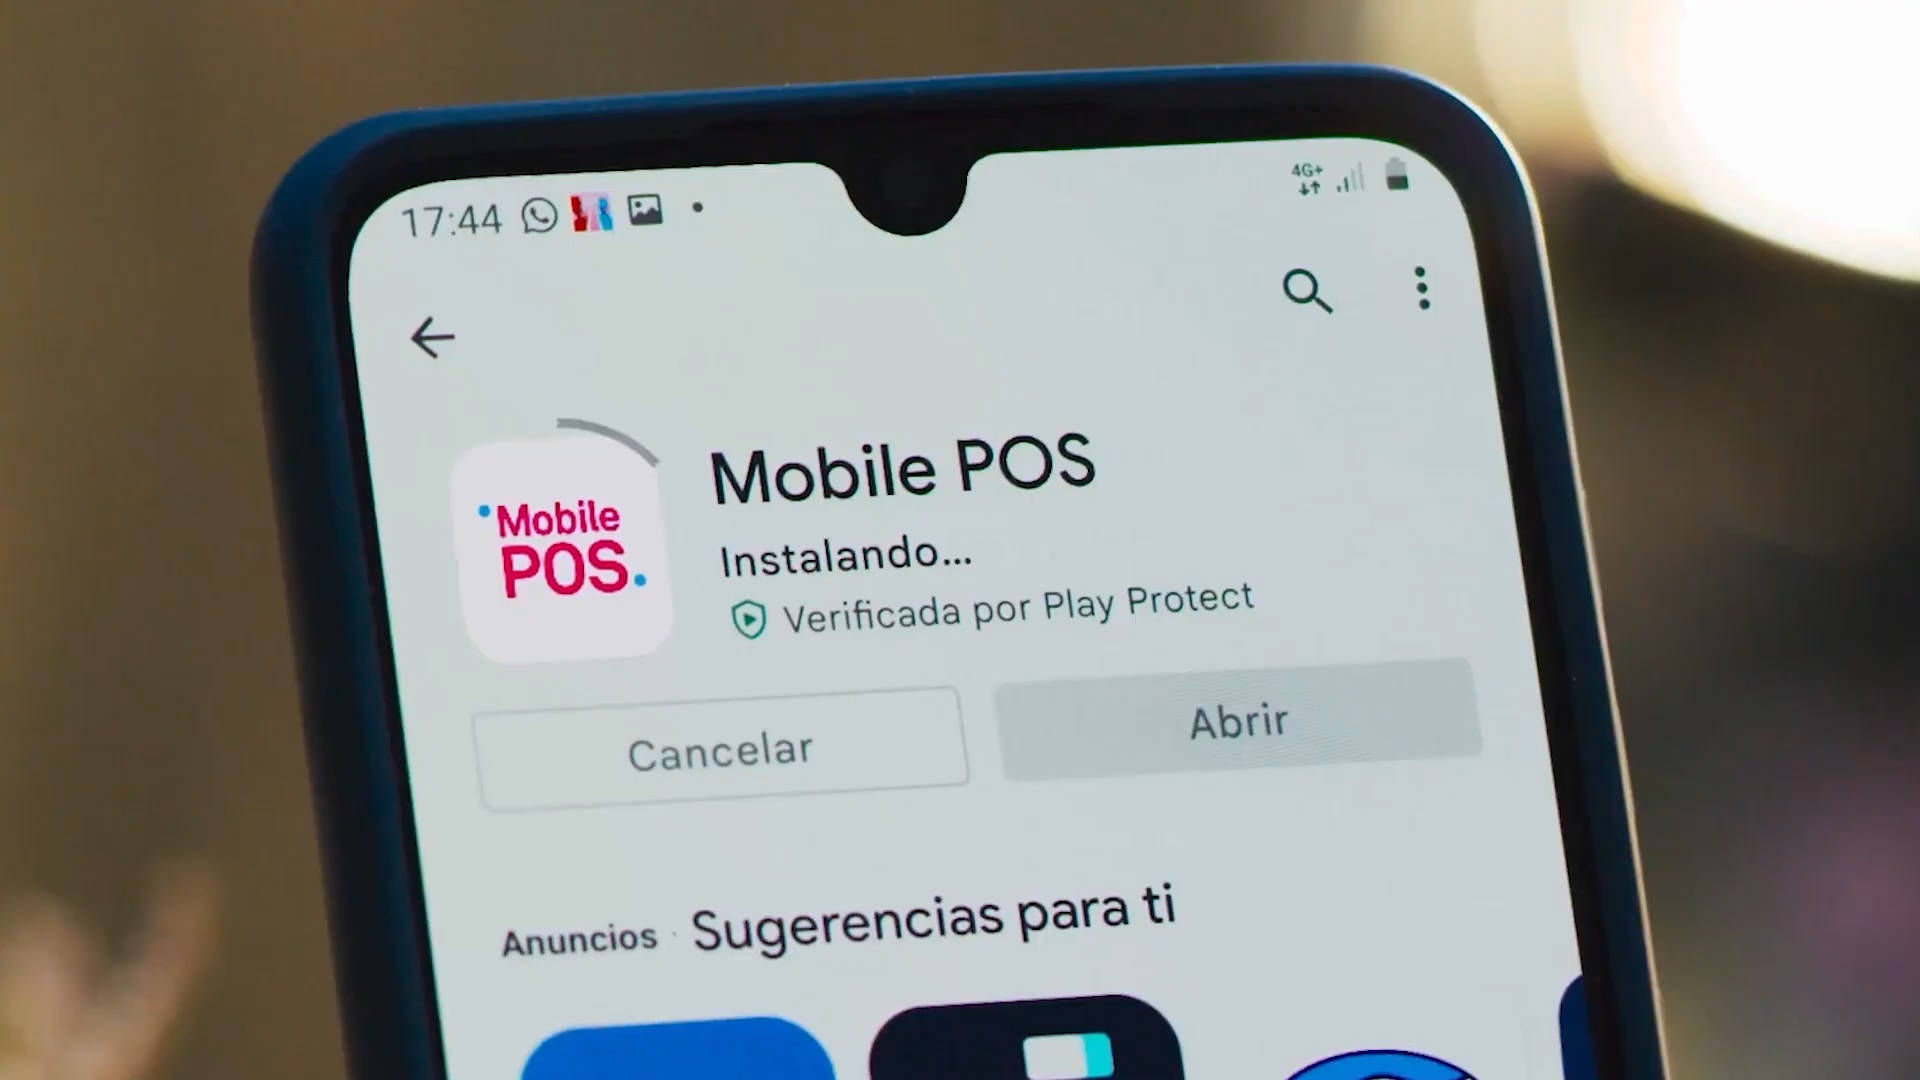 17:44
4G+
Mobile
POS
Mobile POS
Instalando...
Verificada por Play Protect
Cancelar
Abrir
Anuncios · Sugerencias para ti